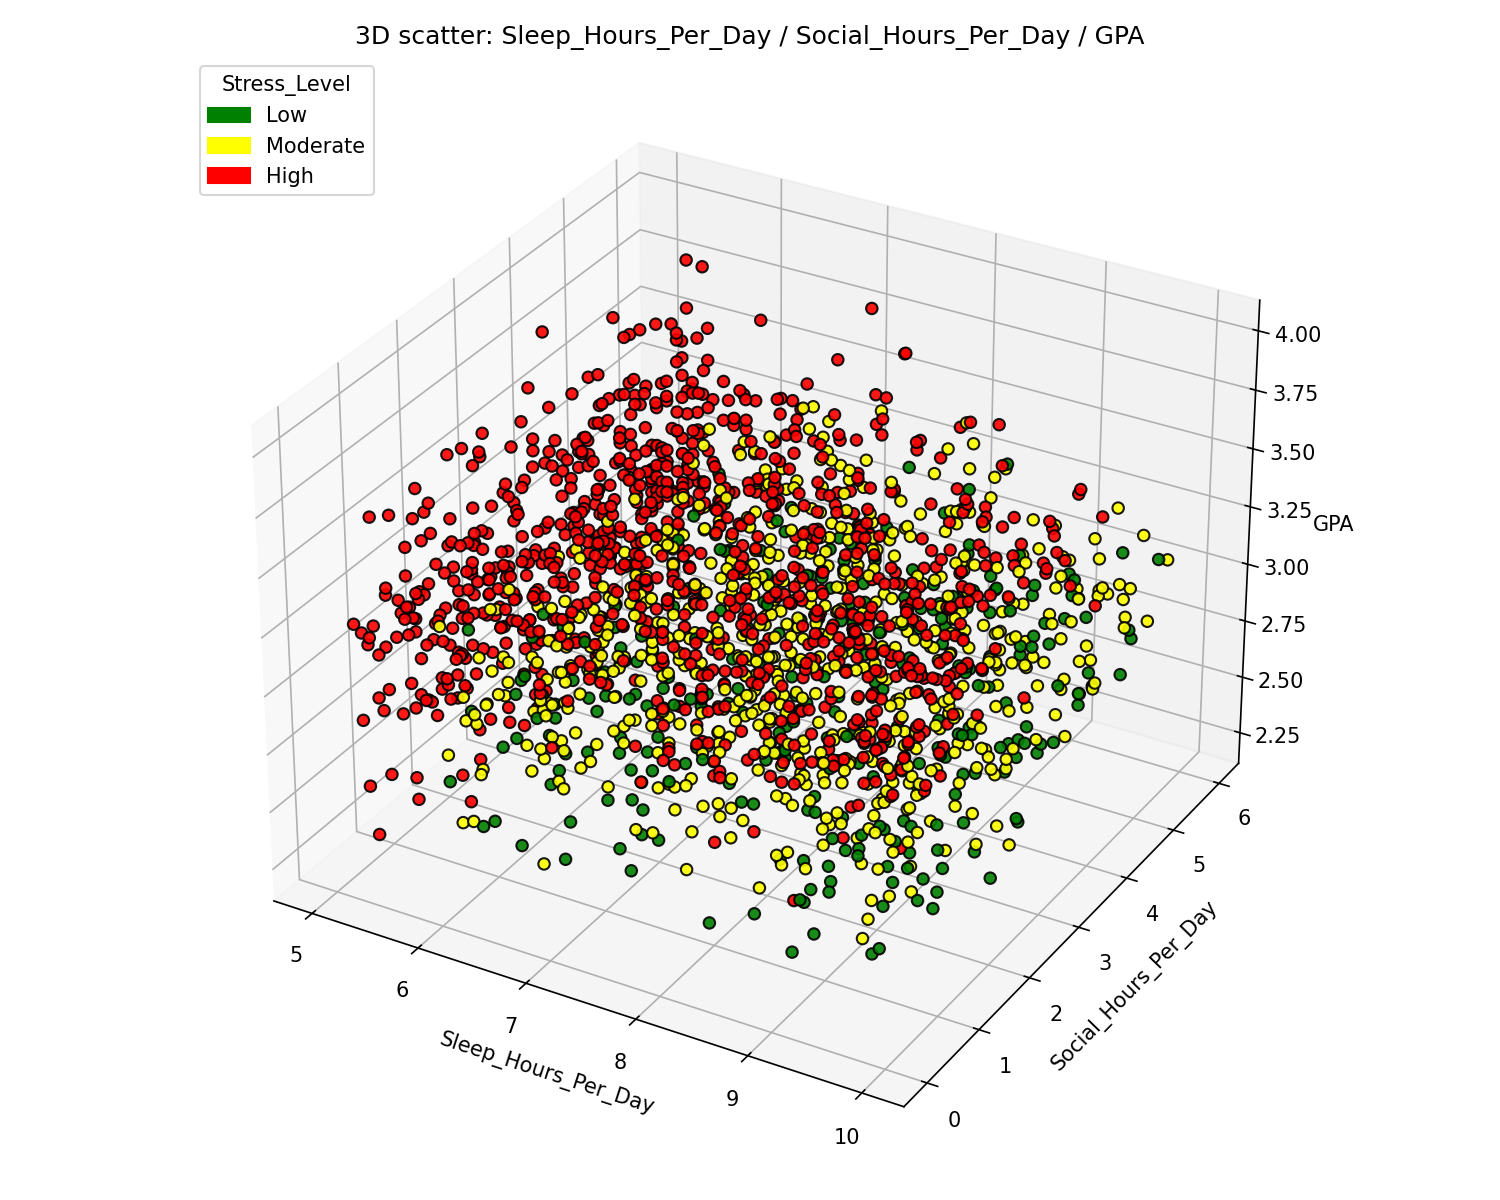 3D scatter: Sleep_Hours_Per_Day / Social_Hours_Per_Day / GPA
Stress_Level
Low
Moderate
High
4.00
3.75
3.50
3.25
GPA
3.00
2.75
2.50
2.25
5
6
7
8
9
10
Sleep_Hours_Per_Day
0
1
2
3
4
5
6
Social_Hours_Per_Day